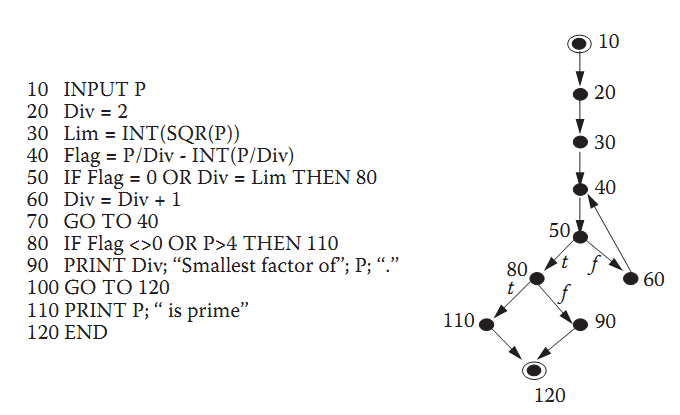 10 INPUT P
20 Div = 2
30 Lim = INT(SQR(P))
40 Flag = P/Div - INT(P/Div)
50 IF Flag = 0 OR Div = Lim THEN 80
60 Div = Div + 1
70 GO TO 40
80 IF Flag <>0 OR P>4 THEN 110
90 PRINT Div; “Smallest factor of”; P; “.”
100 GO TO 120
110 PRINT P; “ is prime”
120 END
10
20
30
40
50
t f
80 60
t f
110 90
120